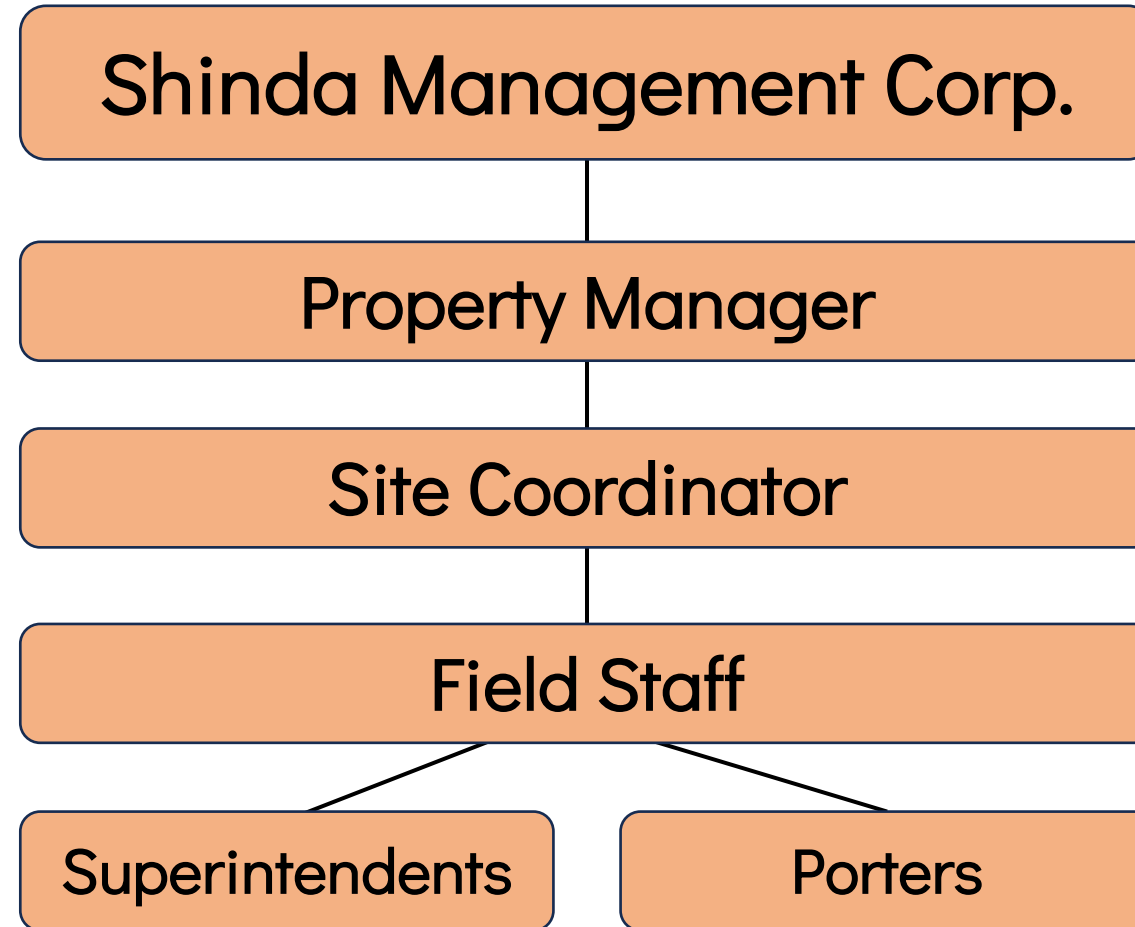 Shinda Management Corp.
Property Manager
Site Coordinator
Field Staff
Superintendents
Porters